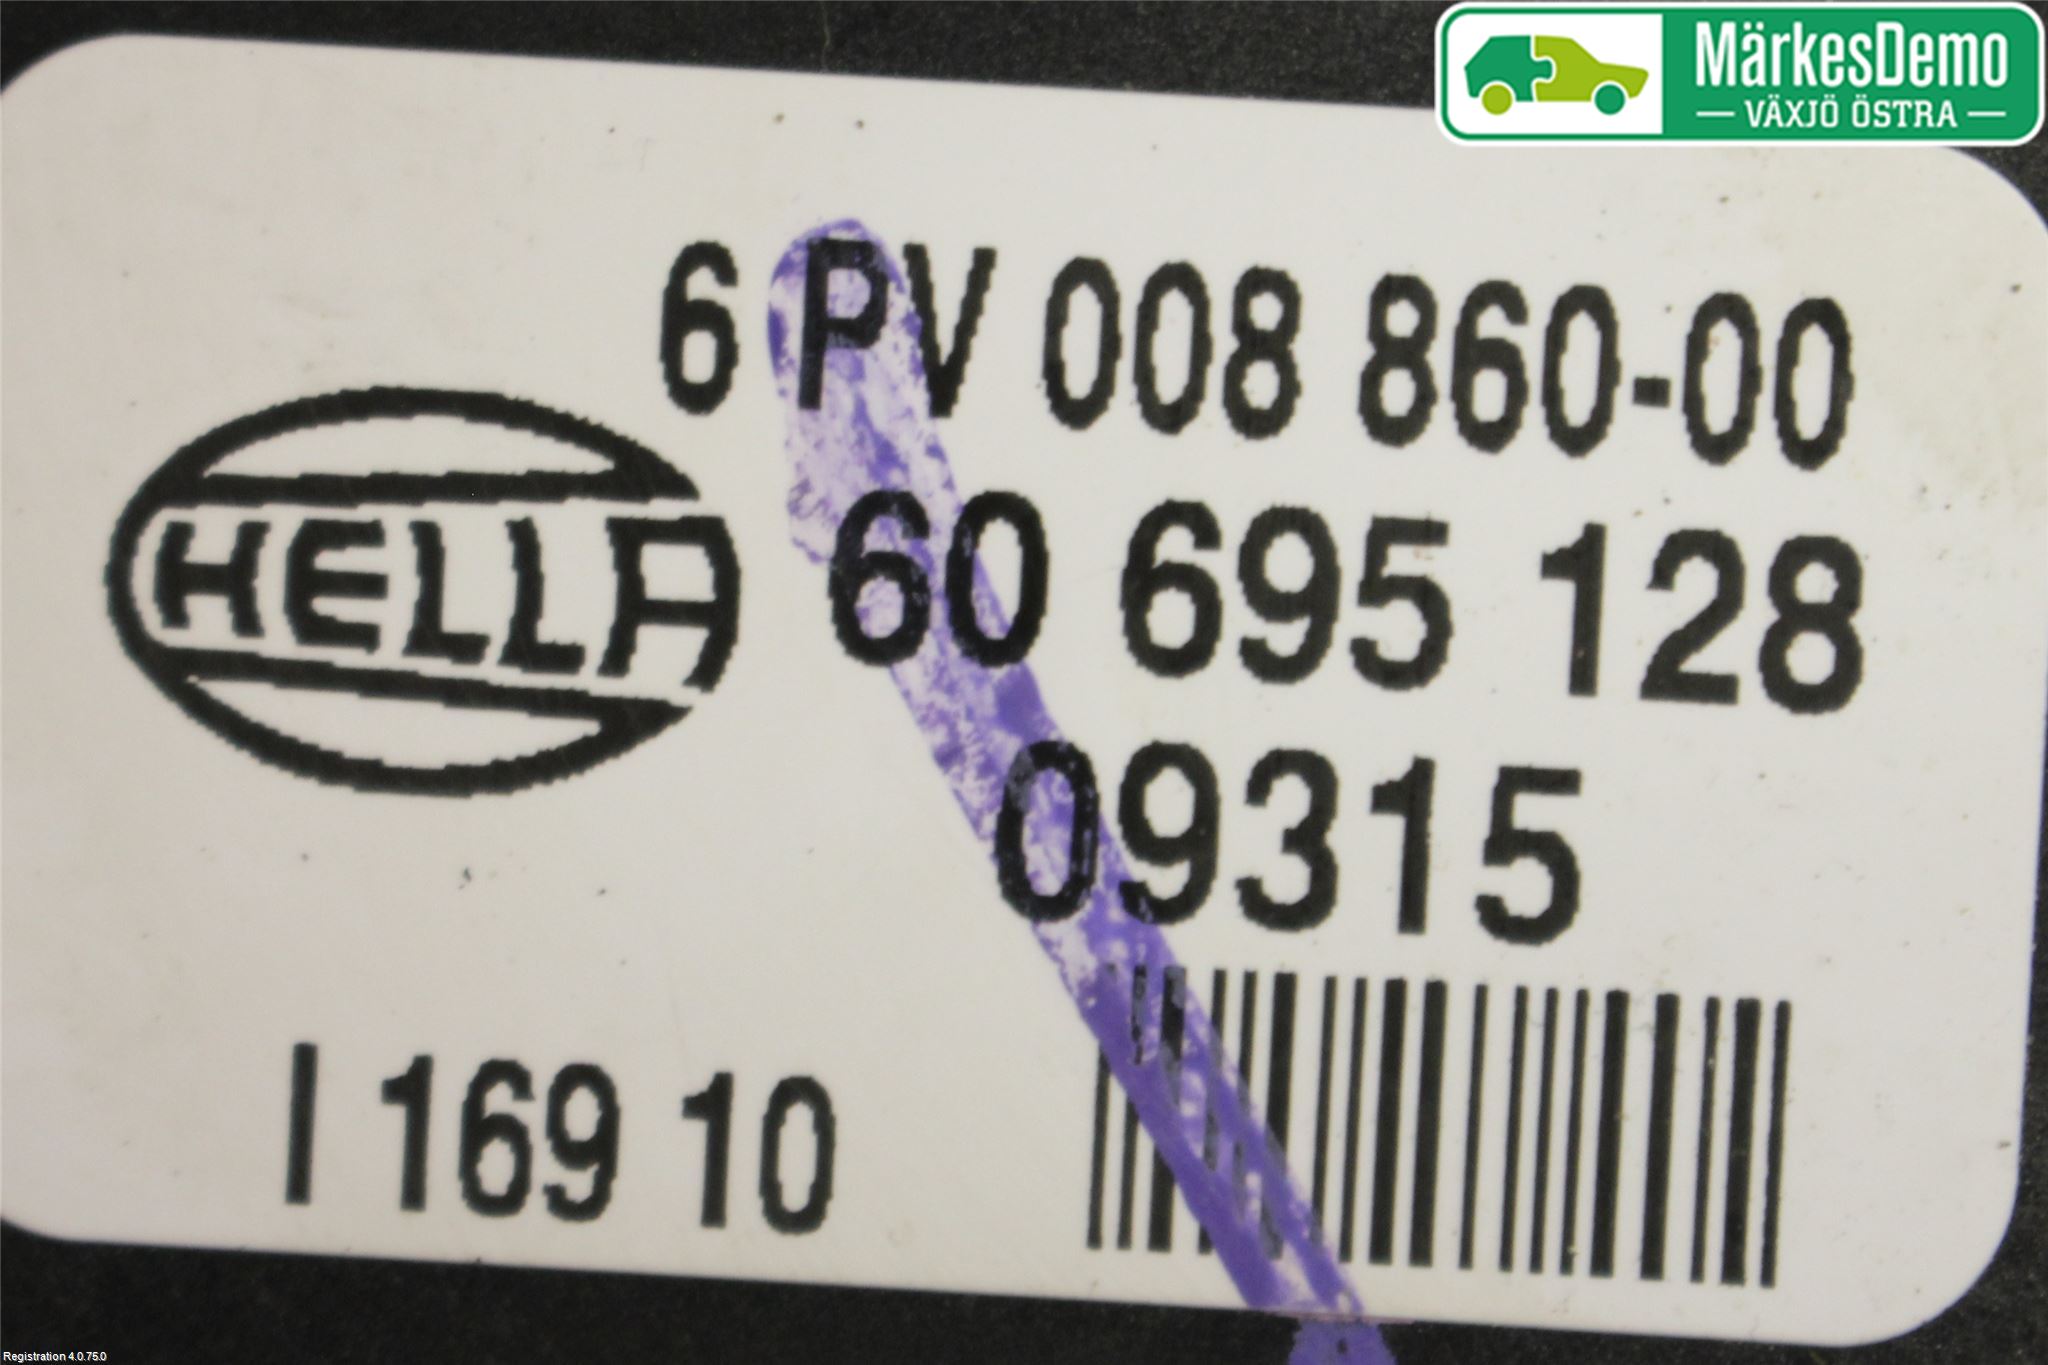 MärkesDemo
VÄXJÖ ÖSTRA
6 PV 008 860-00
HELLA
60 695 128
09315
I 169 10
Registration 4.0.75.0